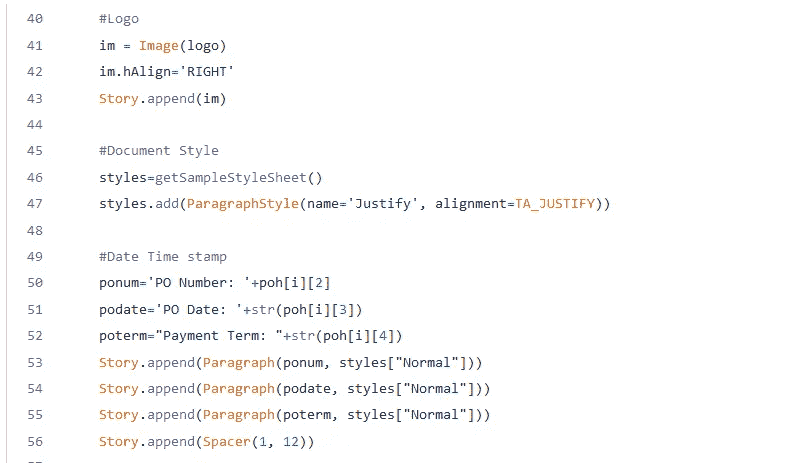 40 #Logo
41 im = Image(logo)
42 im.hAlign='RIGHT'
43 Story.append(im)
44
45 #Document Style
46 styles=getSampleStyleSheet()
47 styles.add(ParagraphStyle(name='Justify', alignment=TA_JUSTIFY))
48
49 #Date Time stamp
50 ponum='PO Number: '+poh[i][2]
51 podate='PO Date: '+str(poh[i][3])
52 poterm="Payment Term: "+str(poh[i][4])
53 Story.append(Paragraph(ponum, styles["Normal"]))
54 Story.append(Paragraph(podate, styles["Normal"]))
55 Story.append(Paragraph(poterm, styles["Normal"]))
56 Story.append(Spacer(1, 12))